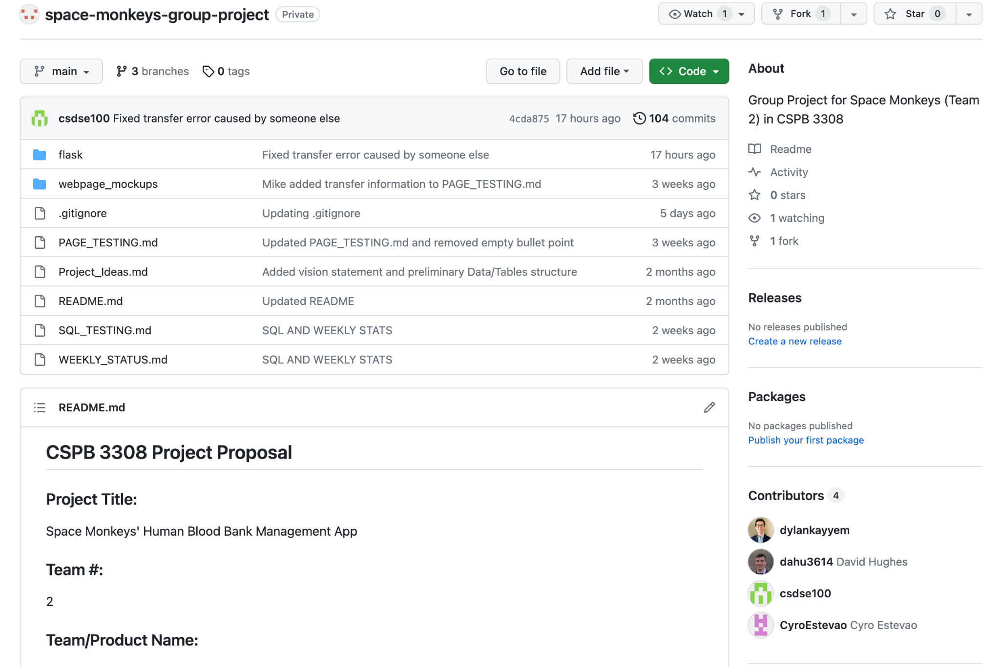 space-monkeys-group-project Private
Watch 1
Fork 1
Star 0
main
3 branches
0 tags
Go to file
Add file
Code
csdse100 Fixed transfer error caused by someone else 4cda875 17 hours ago 104 commits
flask Fixed transfer error caused by someone else 17 hours ago
webpage_mockups Mike added transfer information to PAGE_TESTING.md 3 weeks ago
.gitignore Updating .gitignore 5 days ago
PAGE_TESTING.md Updated PAGE_TESTING.md and removed empty bullet point 3 weeks ago
Project_Ideas.md Added vision statement and preliminary Data/Tables structure 2 months ago
README.md Updated README 2 months ago
SQL_TESTING.md SQL AND WEEKLY STATS 2 weeks ago
WEEKLY_STATUS.md SQL AND WEEKLY STATS 2 weeks ago
README.md
CSPB 3308 Project Proposal
Project Title:
Space Monkeys' Human Blood Bank Management App
Team #:
2
Team/Product Name:
About
Group Project for Space Monkeys (Team
2) in CSPB 3308
Readme
Activity
0 stars
1 watching
1 fork
Releases
No releases published
Create a new release
Packages
No packages published
Publish your first package
Contributors 4
dylankayyem
dahu3614 David Hughes
csdse100
CyroEstevao Cyro Estevao